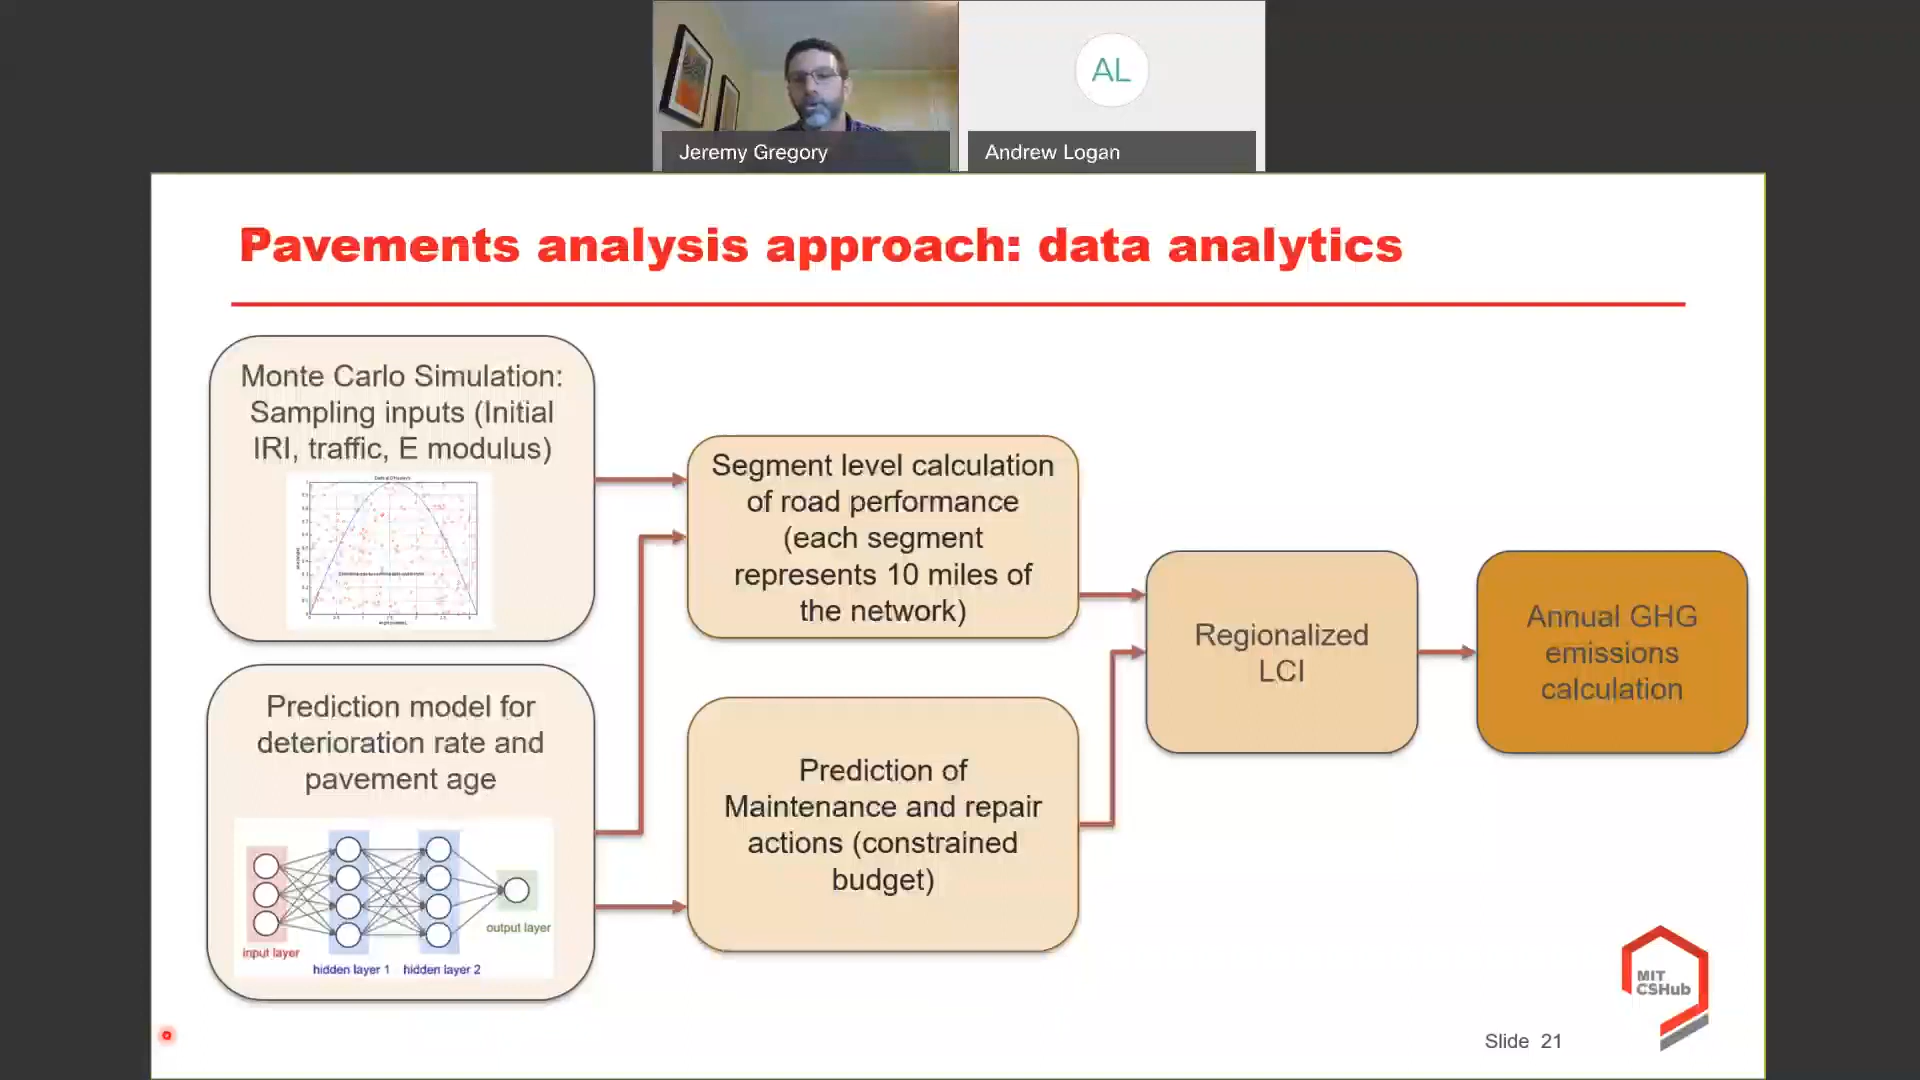 AL
Jeremy Gregory
Andrew Logan
Pavements analysis approach: data analytics
Monte Carlo Simulation:
Sampling inputs (Initial
IRI, traffic, E modulus)
Segment level calculation
of road performance
(each segment
represents 10 miles of
the network)
Regionalized
LCI
Annual GHG
emissions
calculation
Prediction model for
deterioration rate and
pavement age
input layer
hidden layer 1
hidden layer 2
output layer
Prediction of
Maintenance and repair
actions (constrained
budget)
MIT
CSHub
Slide 21